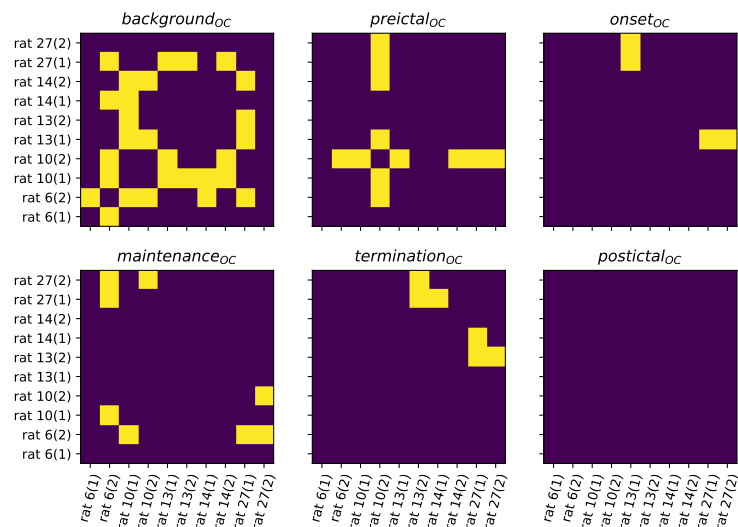 background_OC preictal_OC onset_OC
rat 27(2)
rat 27(1)
rat 14(2)
rat 14(1)
rat 13(2)
rat 13(1)
rat 10(2)
rat 10(1)
rat 6(2)
rat 6(1)
maintenance_OC termination_OC postictal_OC
rat 27(2)
rat 27(1)
rat 14(2)
rat 14(1)
rat 13(2)
rat 13(1)
rat 10(2)
rat 10(1)
rat 6(2)
rat 6(1)
rat 6(1) rat 6(2) rat 10(1) rat 10(2) rat 13(1) rat 13(2) rat 14(1) rat 14(2) rat 27(1) rat 27(2)
rat 6(1) rat 6(2) rat 10(1) rat 10(2) rat 13(1) rat 13(2) rat 14(1) rat 14(2) rat 27(1) rat 27(2)
rat 6(1) rat 6(2) rat 10(1) rat 10(2) rat 13(1) rat 13(2) rat 14(1) rat 14(2) rat 27(1) rat 27(2)